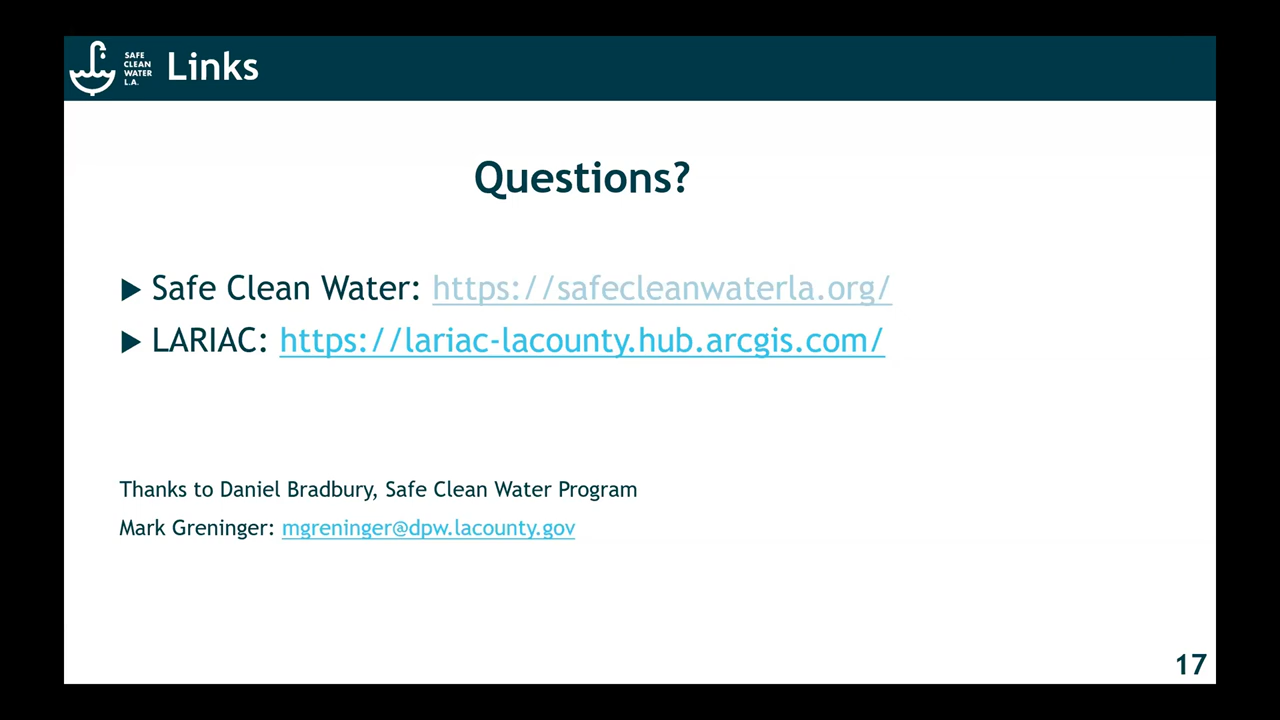 SAFE
CLEAN
WATER
L.A.
Links
Questions?
▶ Safe Clean Water: https://safecleanwaterla.org/
▶ LARIAC: https://lariac-lacounty.hub.arcgis.com/
Thanks to Daniel Bradbury, Safe Clean Water Program
Mark Greninger: mgreninger@dpw.lacounty.gov
17